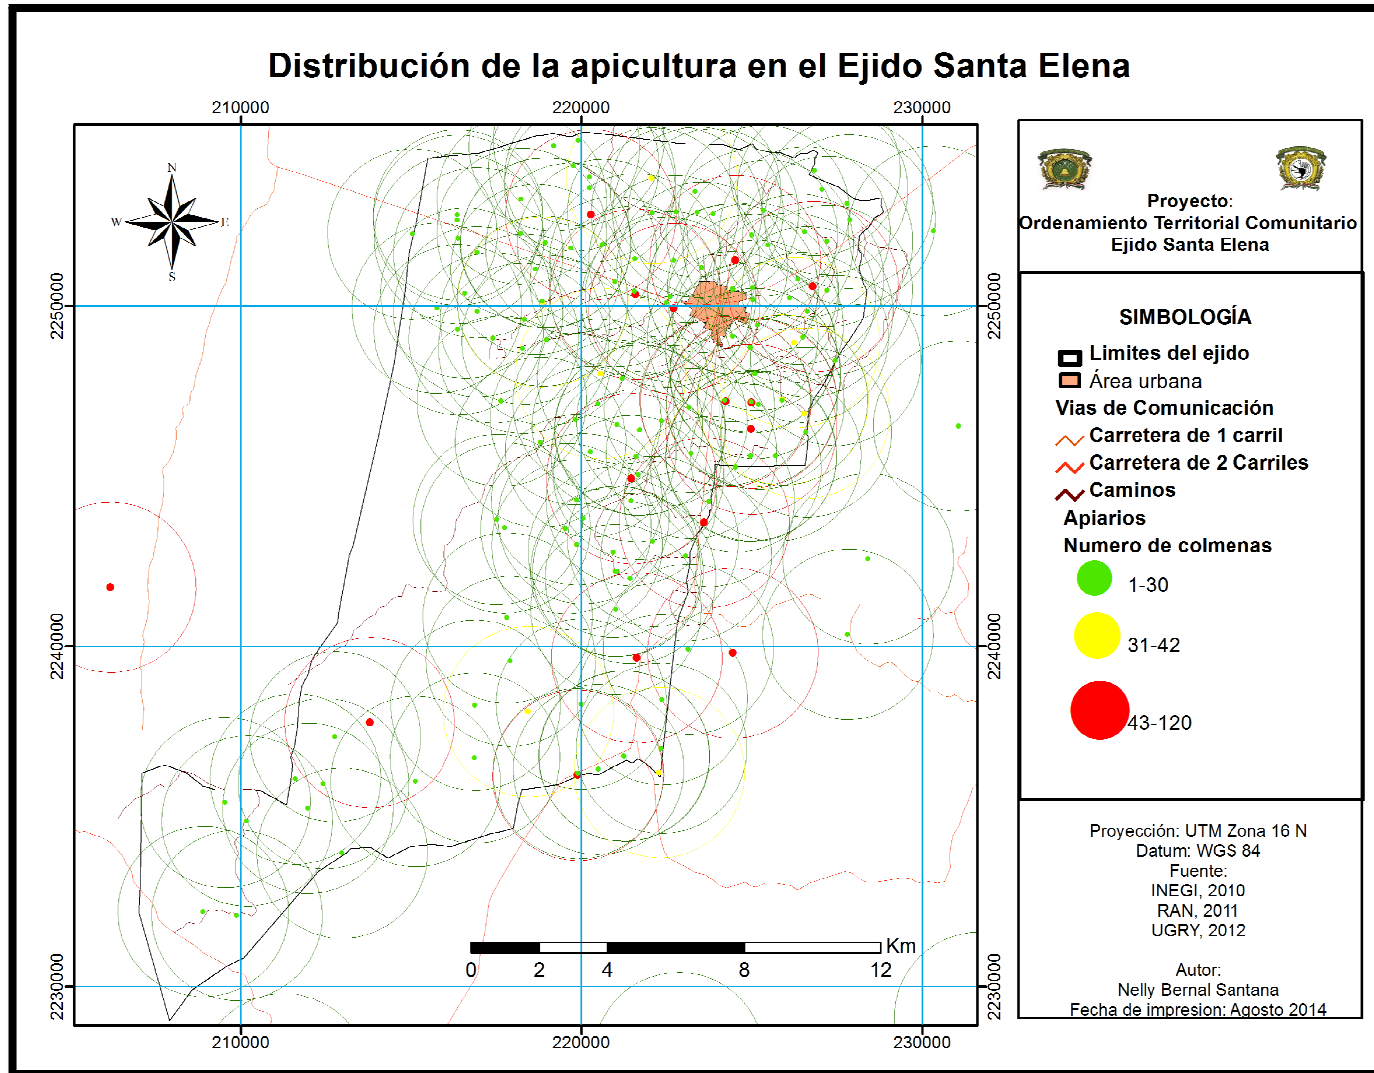 Distribución de la apicultura en el Ejido Santa Elena
210000
220000
230000
N
W
E
S
2250000
2250000
2240000
2240000
2230000
2230000
Km
0
2
4
8
12
210000
220000
230000
Proyecto:
Ordenamiento Territorial Comunitario
Ejido Santa Elena
SIMBOLOGÍA
Limites del ejido
Área urbana
Vias de Comunicación
Carretera de 1 carril
Carretera de 2 Carriles
Caminos
Apiarios
Numero de colmenas
1-30
31-42
43-120
Proyección: UTM Zona 16 N
Datum: WGS 84
Fuente:
INEGI, 2010
RAN, 2011
UGRY, 2012
Autor:
Nelly Bernal Santana
Fecha de impresion: Agosto 2014